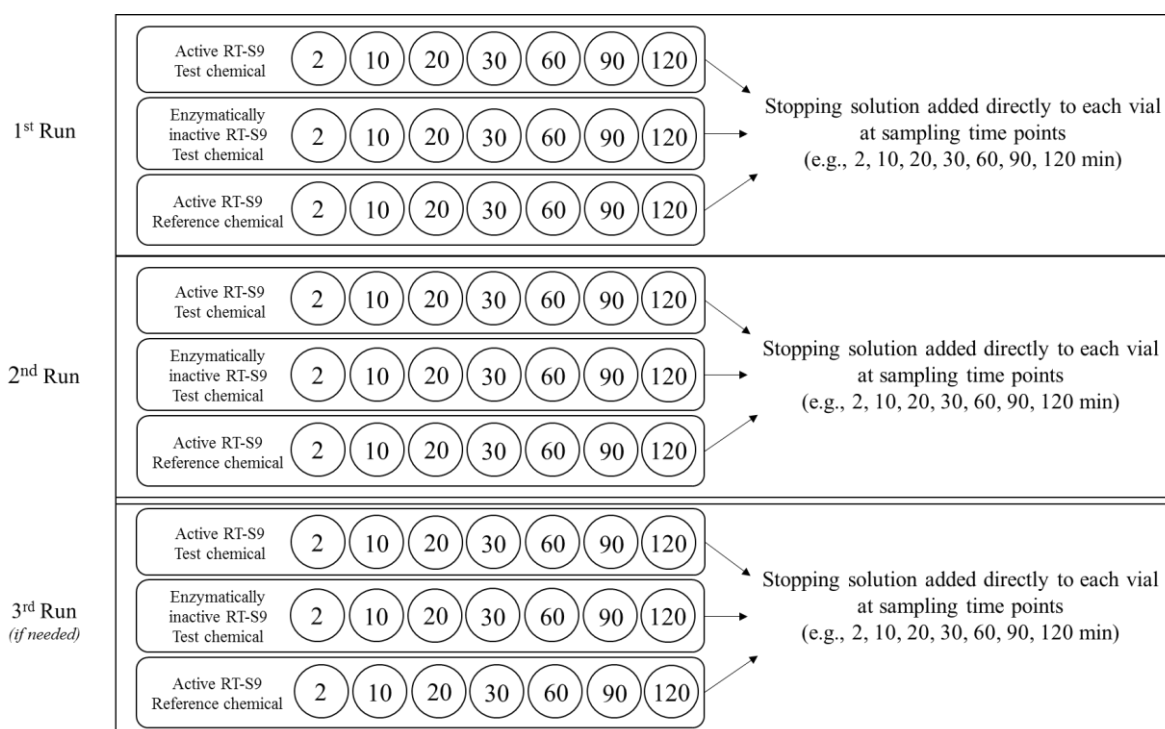 Active RT-S9
Test chemical
2 10 20 30 60 90 120
1st Run
Enzymatically
inactive RT-S9
Test chemical
2 10 20 30 60 90 120
Active RT-S9
Reference chemical
2 10 20 30 60 90 120
Stopping solution added directly to each vial
at sampling time points
(e.g., 2, 10, 20, 30, 60, 90, 120 min)
Active RT-S9
Test chemical
2 10 20 30 60 90 120
2nd Run
Enzymatically
inactive RT-S9
Test chemical
2 10 20 30 60 90 120
Active RT-S9
Reference chemical
2 10 20 30 60 90 120
Stopping solution added directly to each vial
at sampling time points
(e.g., 2, 10, 20, 30, 60, 90, 120 min)
Active RT-S9
Test chemical
2 10 20 30 60 90 120
3rd Run
(if needed)
Enzymatically
inactive RT-S9
Test chemical
2 10 20 30 60 90 120
Active RT-S9
Reference chemical
2 10 20 30 60 90 120
Stopping solution added directly to each vial
at sampling time points
(e.g., 2, 10, 20, 30, 60, 90, 120 min)